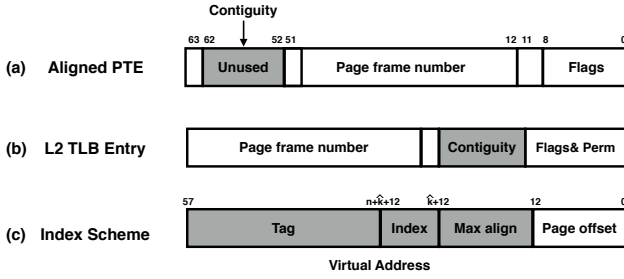 Contiguity
63 62 52 51 12 11 8 0
(a) Aligned PTE Unused Page frame number Flags
(b) L2 TLB Entry Page frame number Contiguity Flags& Perm
57 n+k̂+12 k̂+12 12 0
(c) Index Scheme Tag Index Max align Page offset
Virtual Address